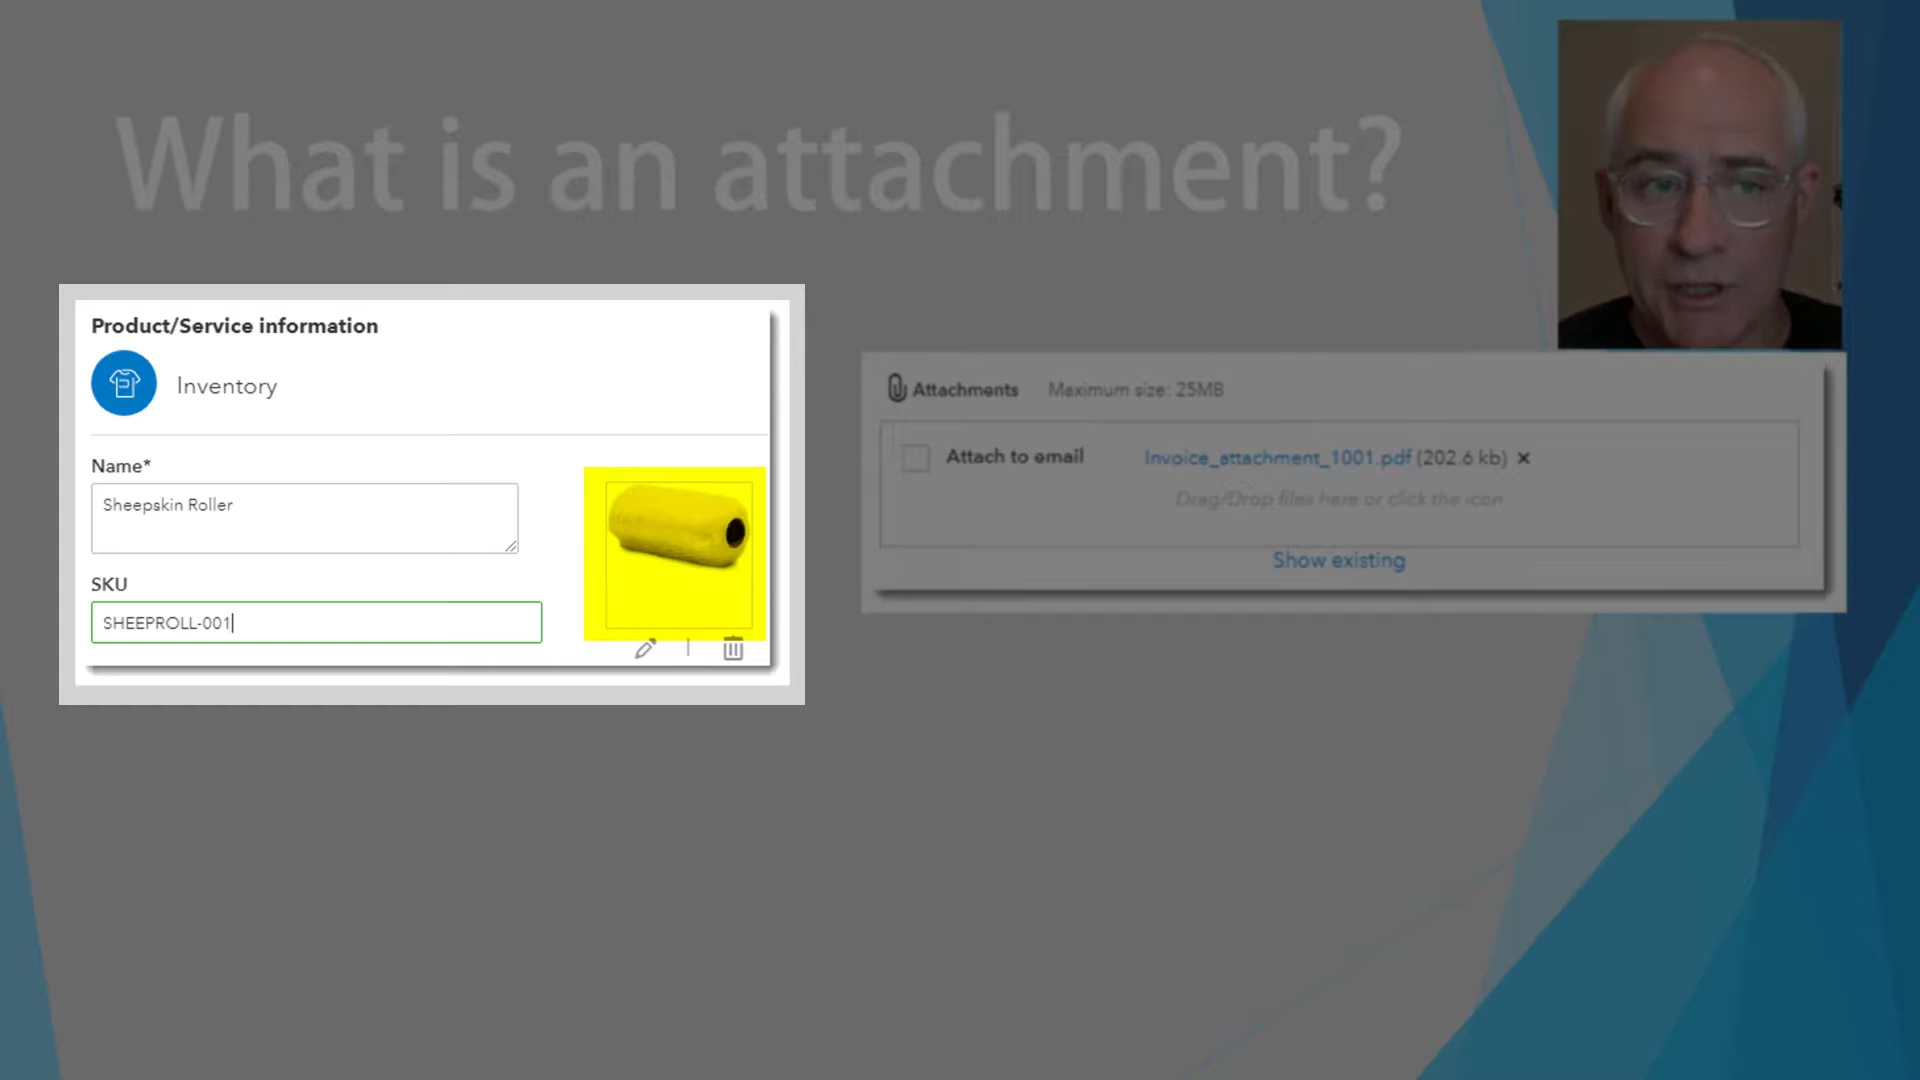 What is an attachment?
Product/Service information
Inventory
Name*
Sheepskin Roller
SKU
SHEEPROLL-001
Attachments Maximum size: 25MB
Attach to email Invoice_attachment_1001.pdf (202.6 kb) ×
Drag/Drop files here or click the icon
Show existing